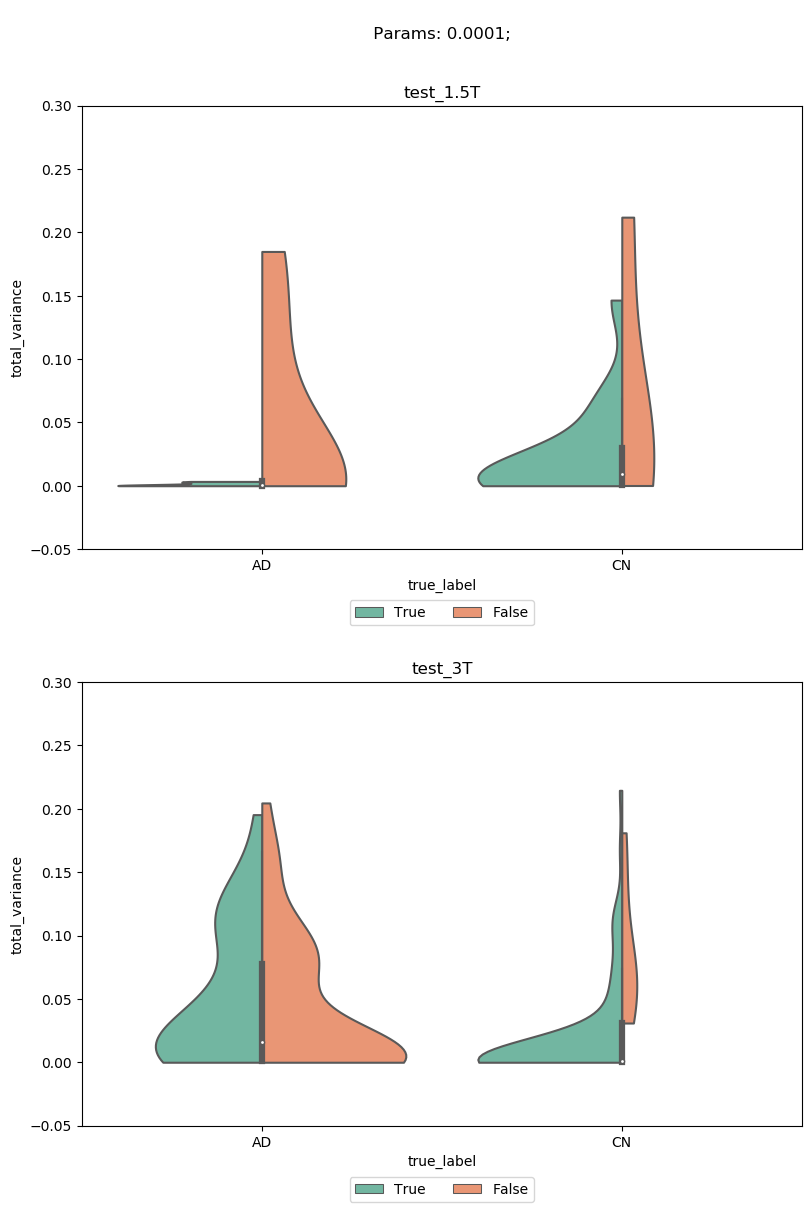 Params: 0.0001;
test_1.5T
0.30
0.25
0.20
0.15
0.10
0.05
0.00
−0.05
total_variance
AD CN
true_label
True False
test_3T
0.30
0.25
0.20
0.15
0.10
0.05
0.00
−0.05
total_variance
AD CN
true_label
True False